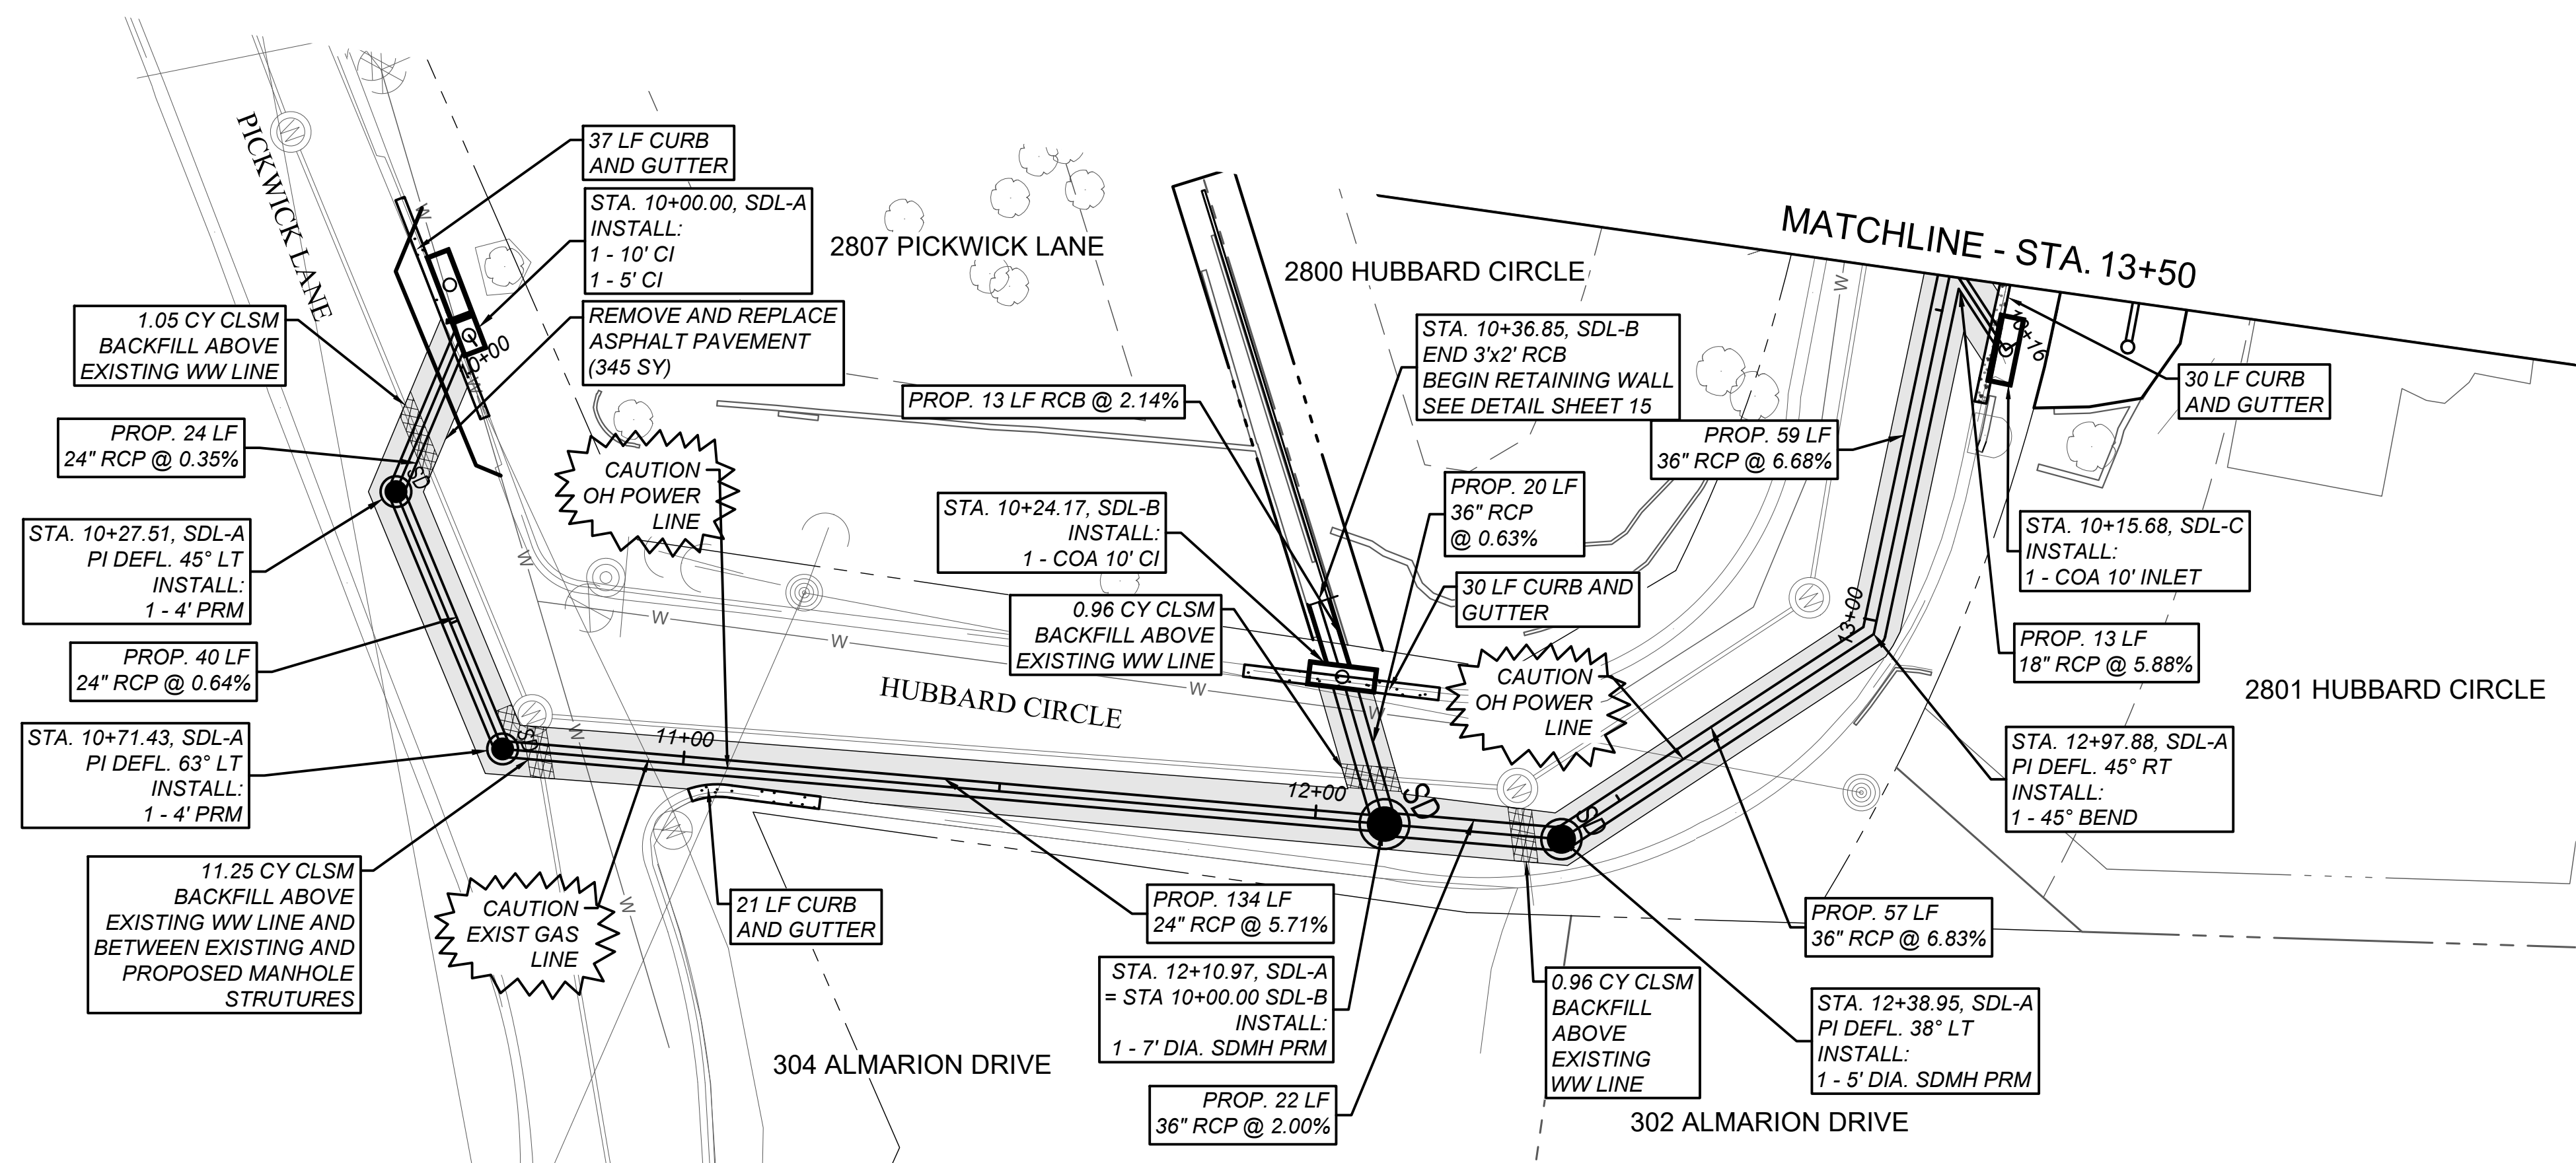 PICKWICK LANE
37 LF CURB
AND GUTTER
STA. 10+00.00, SDL-A
INSTALL:
1 - 10' CI
1 - 5' CI
2807 PICKWICK LANE
REMOVE AND REPLACE
ASPHALT PAVEMENT
(345 SY)
1.05 CY CLSM
BACKFILL ABOVE
EXISTING WW LINE
PROP. 24 LF
24" RCP @ 0.35%
SD
STA. 10+27.51, SDL-A
PI DEFL. 45° LT
INSTALL:
1 - 4' PRM
PROP. 40 LF
24" RCP @ 0.64%
STA. 10+71.43, SDL-A
PI DEFL. 63° LT
INSTALL:
1 - 4' PRM
SD
11.25 CY CLSM
BACKFILL ABOVE
EXISTING WW LINE AND
BETWEEN EXISTING AND
PROPOSED MANHOLE
STRUTURES
CAUTION
OH POWER
LINE
CAUTION
EXIST GAS
LINE
11+00
21 LF CURB
AND GUTTER
304 ALMARION DRIVE
HUBBARD CIRCLE
W
W
W
W
W
W
W
W
W
W
PROP. 13 LF RCB @ 2.14%
STA. 10+24.17, SDL-B
INSTALL:
1 - COA 10' CI
0.96 CY CLSM
BACKFILL ABOVE
EXISTING WW LINE
2800 HUBBARD CIRCLE
STA. 10+36.85, SDL-B
END 3'x2' RCB
BEGIN RETAINING WALL
SEE DETAIL SHEET 15
PROP. 20 LF
36" RCP
@ 0.63%
30 LF CURB AND
GUTTER
CAUTION
OH POWER
LINE
12+00
SD
SD
PROP. 134 LF
24" RCP @ 5.71%
STA. 12+10.97, SDL-A
= STA 10+00.00 SDL-B
INSTALL:
1 - 7' DIA. SDMH PRM
PROP. 22 LF
36" RCP @ 2.00%
0.96 CY CLSM
BACKFILL
ABOVE
EXISTING
WW LINE
302 ALMARION DRIVE
MATCHLINE - STA. 13+50
PROP. 59 LF
36" RCP @ 6.68%
13+00
30 LF CURB
AND GUTTER
STA. 10+15.68, SDL-C
INSTALL:
1 - COA 10' INLET
PROP. 13 LF
18" RCP @ 5.88%
2801 HUBBARD CIRCLE
STA. 12+97.88, SDL-A
PI DEFL. 45° RT
INSTALL:
1 - 45° BEND
PROP. 57 LF
36" RCP @ 6.83%
STA. 12+38.95, SDL-A
PI DEFL. 38° LT
INSTALL:
1 - 5' DIA. SDMH PRM